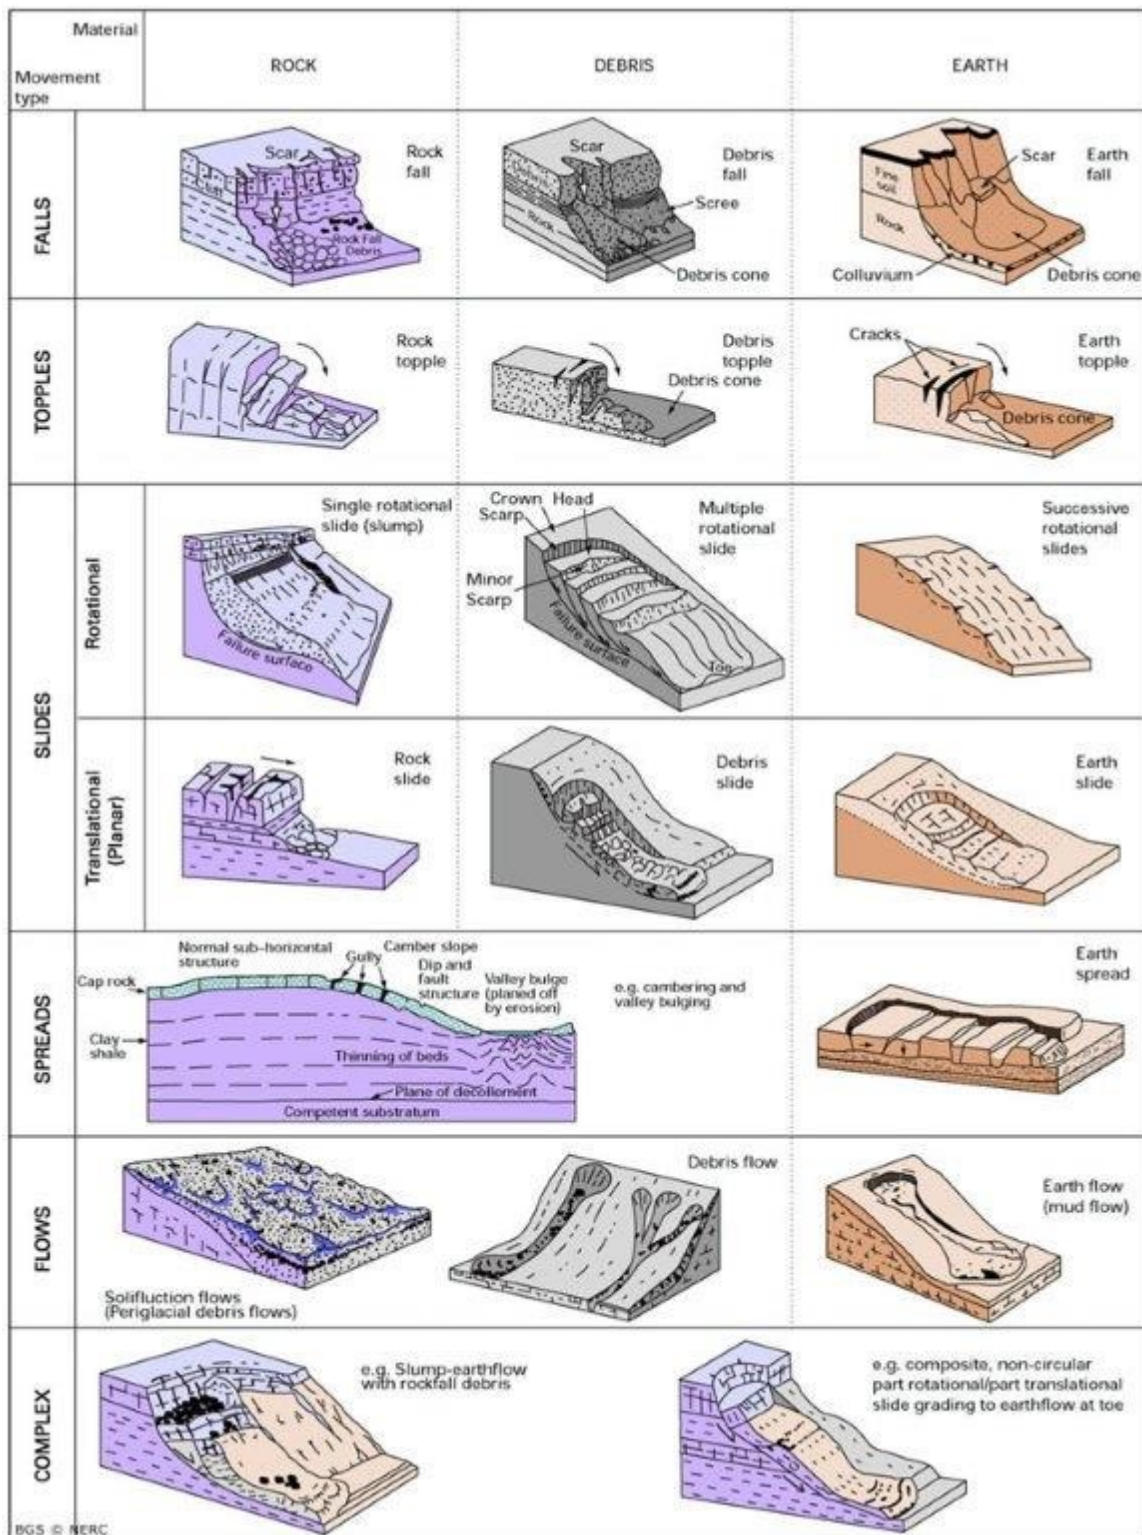 Material
Movement
type
ROCK
DEBRIS
EARTH
FALLS
Scar
Rock
fall
Rock Fall
Debris
Scar
Debris
fall
Scree
Rock
Debris cone
Scar
Earth
fall
Fine
soil
Rock
Colluvium
Debris cone
TOPPLES
Rock
topple
Debris
topple
Debris cone
Cracks
Earth
topple
Debris cone
SLIDES
Rotational
Single rotational
slide (slump)
Failure surface
Crown
Head
Scarp
Minor
Scarp
Failure surface
Toe
Multiple
rotational
slide
Successive
rotational
slides
Translational
(Planar)
Rock
slide
Debris
slide
Earth
slide
SPREADS
Normal sub-horizontal
structure
Cap rock
Gully
Camber slope
Dip and
fault
structure
Valley bulge
(planed off
by erosion)
Clay
shale
Thinning of beds
Plane of decollement
Competent substratum
e.g. cambering and
valley bulging
Earth
spread
FLOWS
Solifluction flows
(Periglacial debris flows)
Debris flow
Earth flow
(mud flow)
COMPLEX
e.g. Slump-earthflow
with rockfall debris
e.g. composite, non-circular
part rotational/part translational
slide grading to earthflow at toe
BGS © NERC